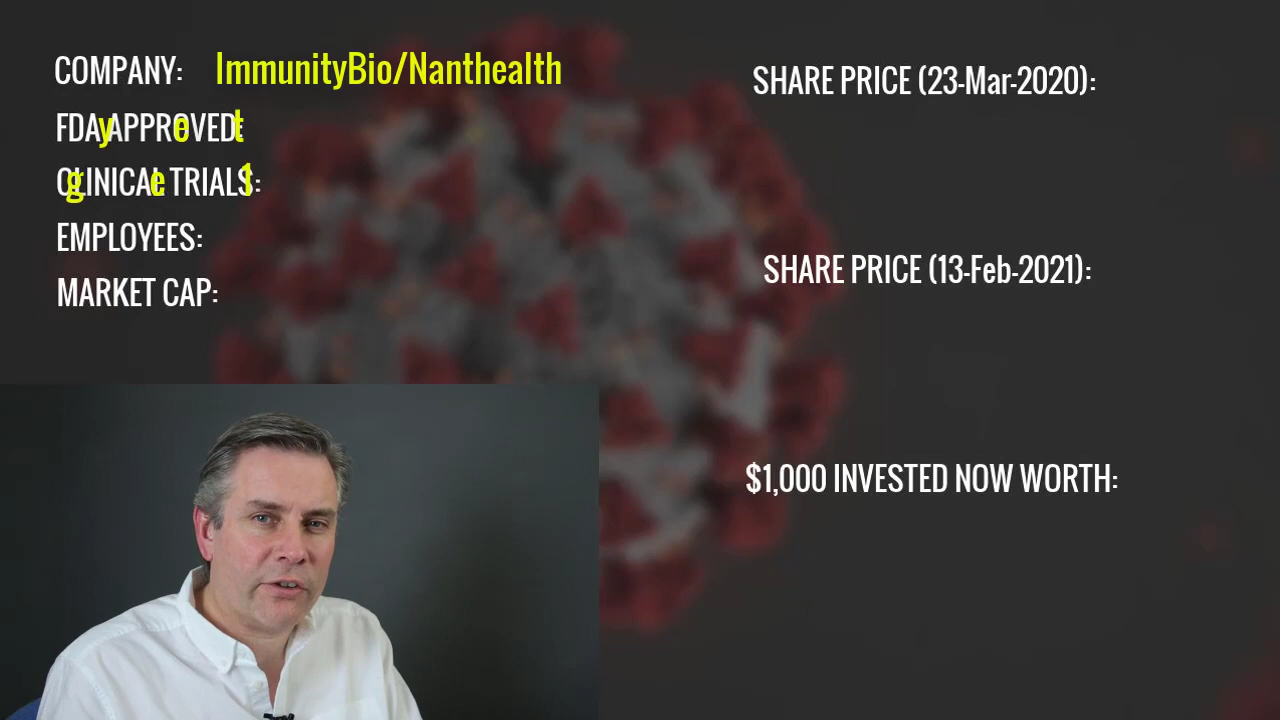 COMPANY: ImmunityBio/Nanthealth
FDA APPROVED:
CLINICAL TRIALS:
EMPLOYEES:
MARKET CAP:
SHARE PRICE (23-Mar-2020):
SHARE PRICE (13-Feb-2021):
$1,000 INVESTED NOW WORTH: